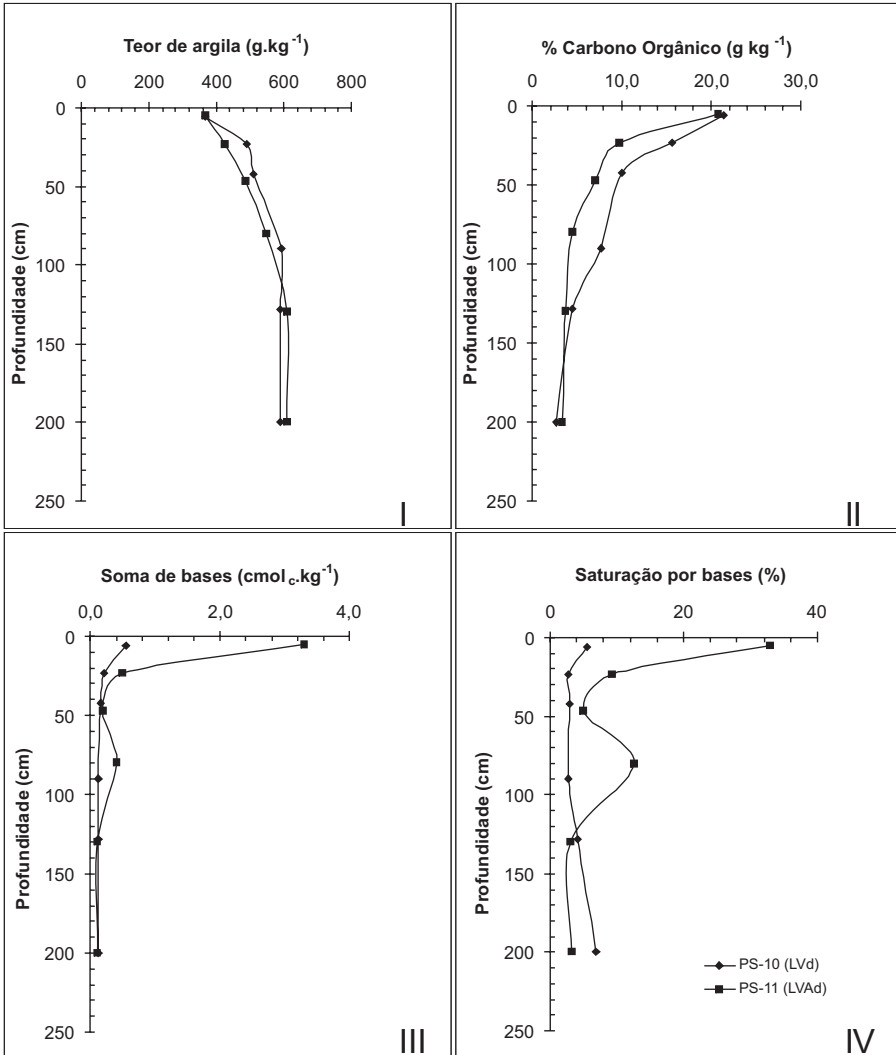 Teor de argila (g.kg⁻¹)
0 200 400 600 800
0
50
100
150
200
250
Profundidade (cm)
I
% Carbono Orgânico (g kg ⁻¹)
0 10,0 20,0 30,0
0
50
100
150
200
250
Profundidade (cm)
II
Soma de bases (cmolc.kg⁻¹)
0,0 2,0 4,0
0
50
100
150
200
250
Profundidade (cm)
III
Saturação por bases (%)
0 20 40
0
50
100
150
200
250
Profundidade (cm)
PS-10 (LVd)
PS-11 (LVAd)
IV